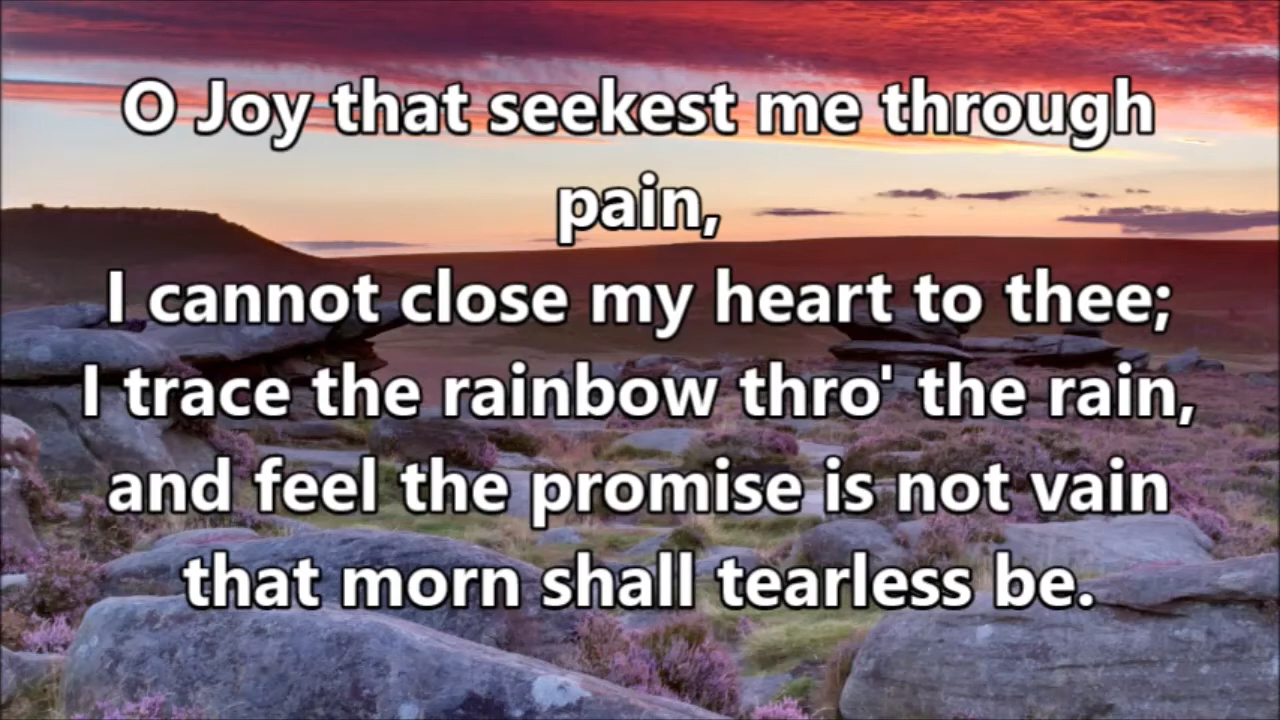 O Joy that seekest me through
pain,
I cannot close my heart to thee;
I trace the rainbow thro' the rain,
and feel the promise is not vain
that morn shall tearless be.